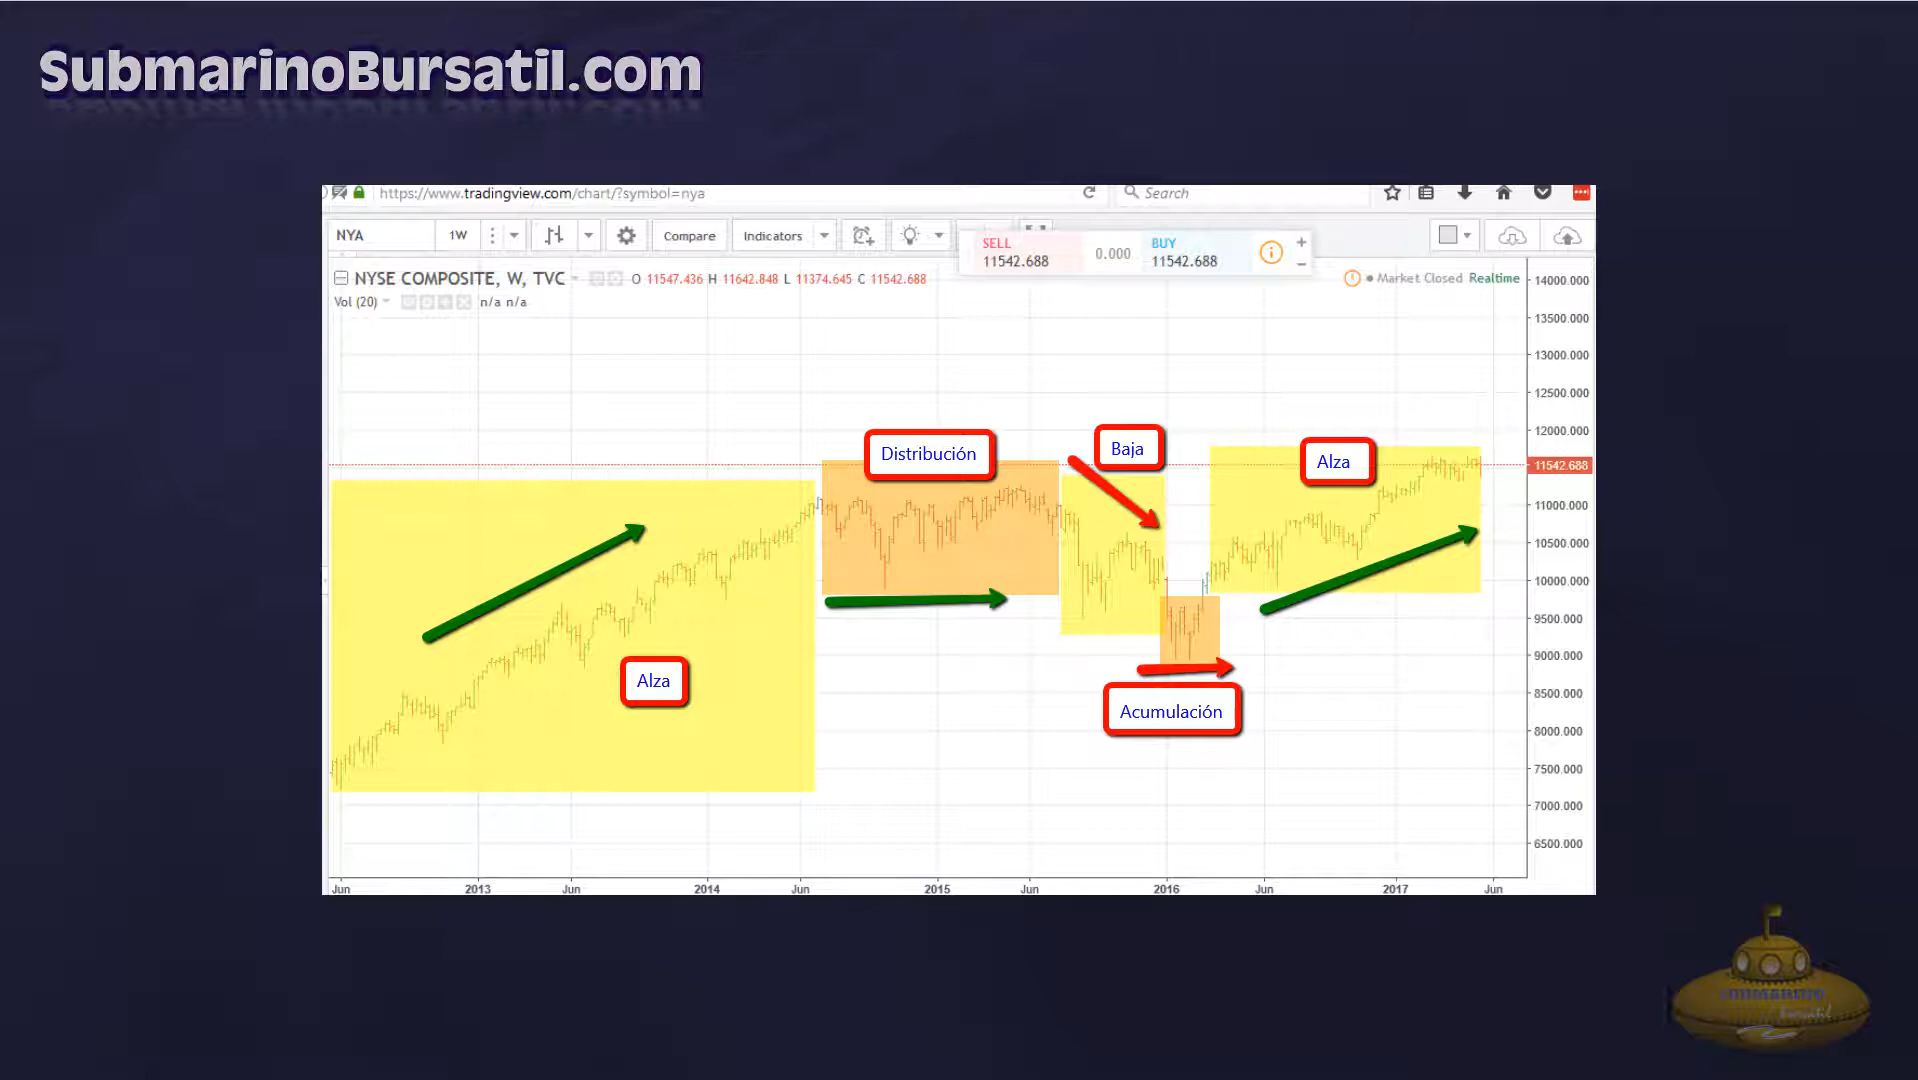 SubmarinoBursatil.com
https://www.tradingview.com/chart/?symbol=nya
Search
NYA 1W Compare Indicators
SELL 11542.688 0.000 BUY 11542.688
NYSE COMPOSITE, W, TVC O 11547.436 H 11642.848 L 11374.645 C 11542.688
Market Closed Realtime
Vol (20) n/a n/a
14000.000
13500.000
13000.000
12500.000
12000.000
11542.688
11000.000
10500.000
10000.000
9500.000
9000.000
8500.000
8000.000
7500.000
7000.000
6500.000
Distribución
Baja
Alza
Alza
Acumulación
Jun 2013 Jun 2014 Jun 2015 Jun 2016 Jun 2017 Jun
SUBMARINO
Bursatil